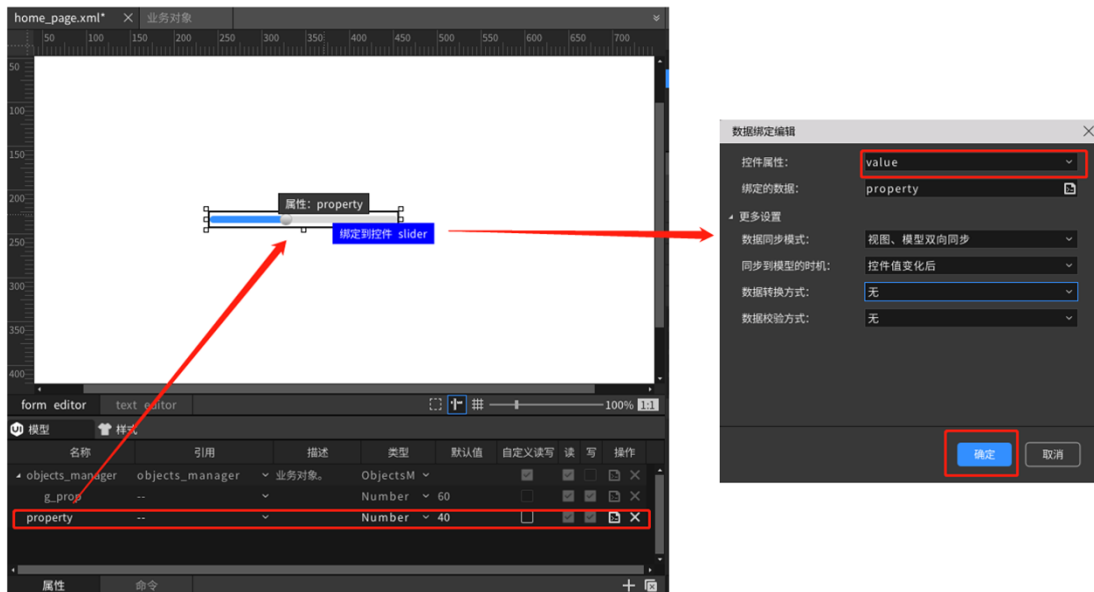 home_page.xml* 业务对象
50 100 150 200 250 300 350 400 450 500 550 600 650 700
50
100
150
200
250
300
350
400
属性：property
绑定到控件 slider
form editor text editor
100% 1:1
模型 样式
名称 引用 描述 类型 默认值 自定义读写 读 写 操作
objects_manager objects_manager 业务对象。 ObjectsM
g_prop -- Number 60
property -- Number 40
属性 命令
数据绑定编辑
控件属性： value
绑定的数据： property
更多设置
数据同步模式： 视图、模型双向同步
同步到模型的时机： 控件值变化后
数据转换方式： 无
数据校验方式： 无
确定 取消